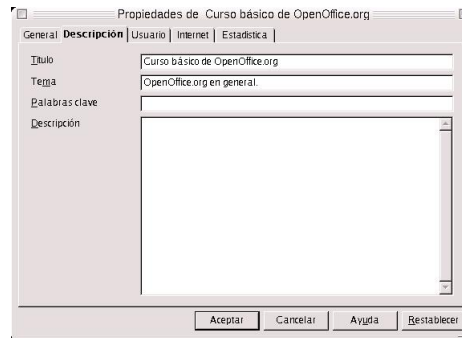 Propiedades de Curso básico de OpenOffice.org
General Descripción Usuario Internet Estadística
Título Curso básico de OpenOffice.org
Tema OpenOffice.org en general.
Palabras clave
Descripción
Aceptar Cancelar Ayuda Restablecer